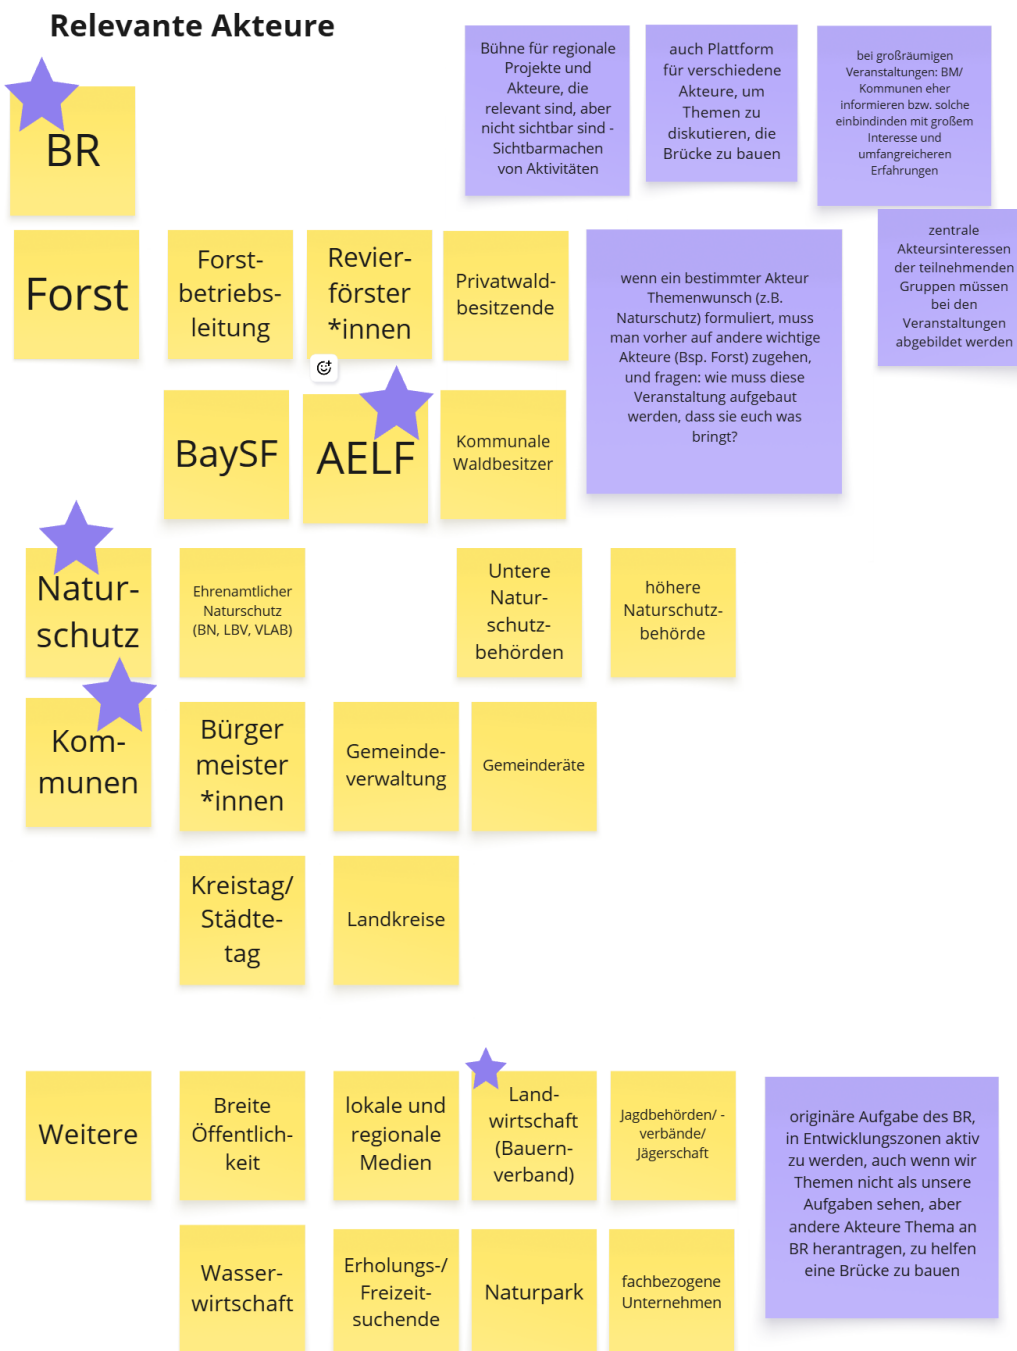 Relevante Akteure
BR
Bühne für regionale
Projekte und
Akteure, die
relevant sind, aber
nicht sichtbar sind -
Sichtbarmachen
von Aktivitäten
auch Plattform
für verschiedene
Akteure, um
Themen zu
diskutieren, die
Brücke zu bauen
bei großräumigen
Veranstaltungen: BM/
Kommunen eher
informieren bzw. solche
einbindinden mit großem
Interesse und
umfangreicheren
Erfahrungen
Forst
Forst-
betriebs-
leitung
Revier-
förster
*innen
Privatwald-
besitzende
wenn ein bestimmter Akteur
Themenwunsch (z.B.
Naturschutz) formuliert, muss
man vorher auf andere wichtige
Akteure (Bsp. Forst) zugehen,
und fragen: wie muss diese
Veranstaltung aufgebaut
werden, dass sie euch was
bringt?
zentrale
Akteursinteressen
der teilnehmenden
Gruppen müssen
bei den
Veranstaltungen
abgebildet werden
BaySF
AELF
Kommunale
Waldbesitzer
Natur-
schutz
Ehrenamtlicher
Naturschutz
(BN, LBV, VLAB)
Untere
Natur-
schutz-
behörden
höhere
Naturschutz-
behörde
Kom-
munen
Bürger
meister
*innen
Gemeinde-
verwaltung
Gemeinderäte
Kreistag/
Städte-
tag
Landkreise
Weitere
Breite
Öffentlich-
keit
lokale und
regionale
Medien
Land-
wirtschaft
(Bauern-
verband)
Jagdbehörden/ -
verbände/
Jägerschaft
originäre Aufgabe des BR,
in Entwicklungszonen aktiv
zu werden, auch wenn wir
Themen nicht als unsere
Aufgaben sehen, aber
andere Akteure Thema an
BR herantragen, zu helfen
eine Brücke zu bauen
Wasser-
wirtschaft
Erholungs-/
Freizeit-
suchende
Naturpark
fachbezogene
Unternehmen